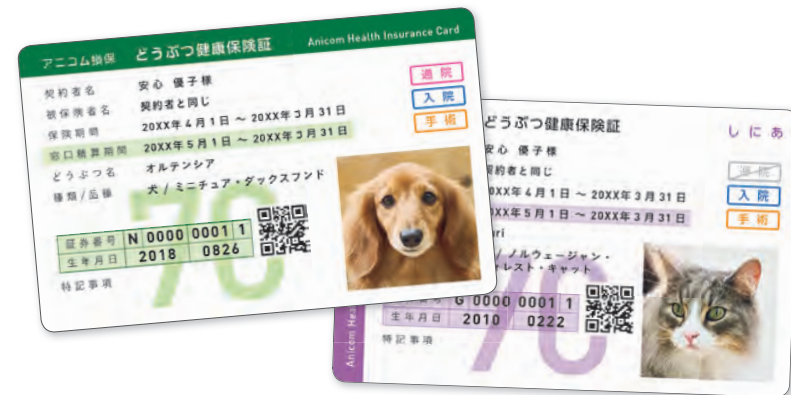 アニコム損保 どうぶつ健康保険証 Anicom Health Insurance Card
契約者名 安心 優子様
被保険者名 契約者と同じ
保険期間 20XX年4月1日 ~ 20XX年3月31日
窓口精算期間 20XX年5月1日 ~ 20XX年3月31日
どうぶつ名 オルテンシア
種類/品種 犬 / ミニチュア・ダックスフンド
通院
入院
手術
70
証券番号 N 0000 0001 1
生年月日 2018 0826
特記事項
どうぶつ健康保険証 しにあ
安心 優子様
契約者と同じ
0XX年4月1日 ~ 20XX年3月31日
XX年5月1日 ~ 20XX年3月31日
uri
/ ノルウェージャン・
ォレスト・キャット
通院
入院
手術
70
番号 G 0000 0001 1
生年月日 2010 0222
特記事項
Anicom Hea